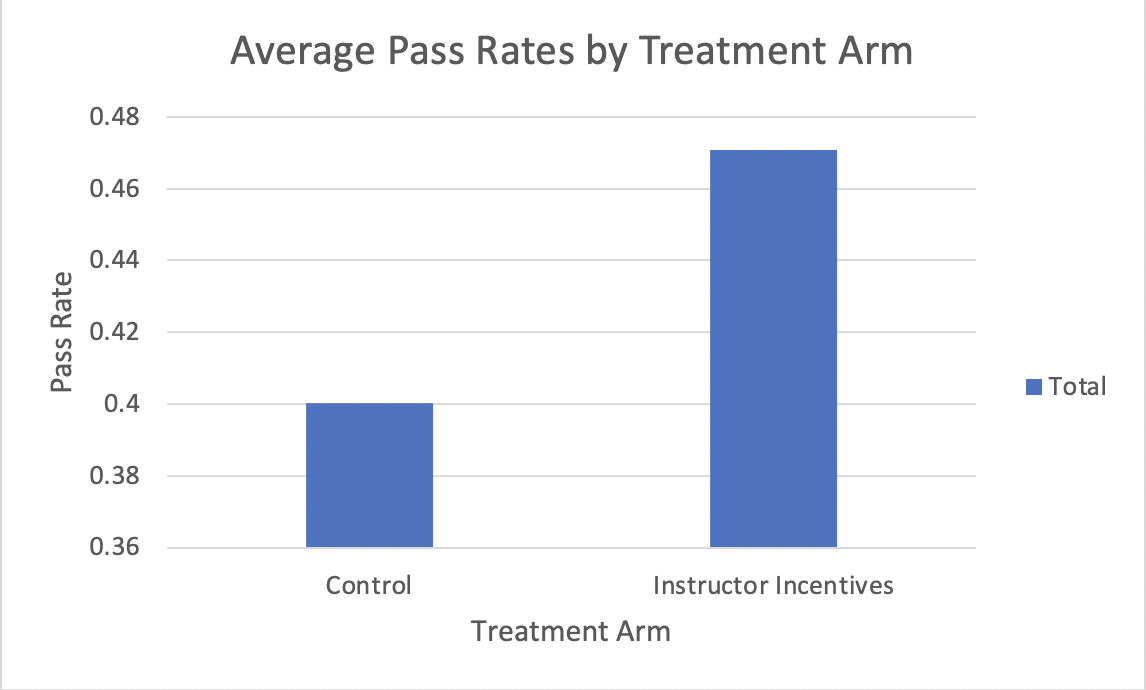 Average Pass Rates by Treatment Arm
0.48
0.46
0.44
0.42
0.4
0.38
0.36
Pass Rate
Control
Instructor Incentives
Treatment Arm
Total